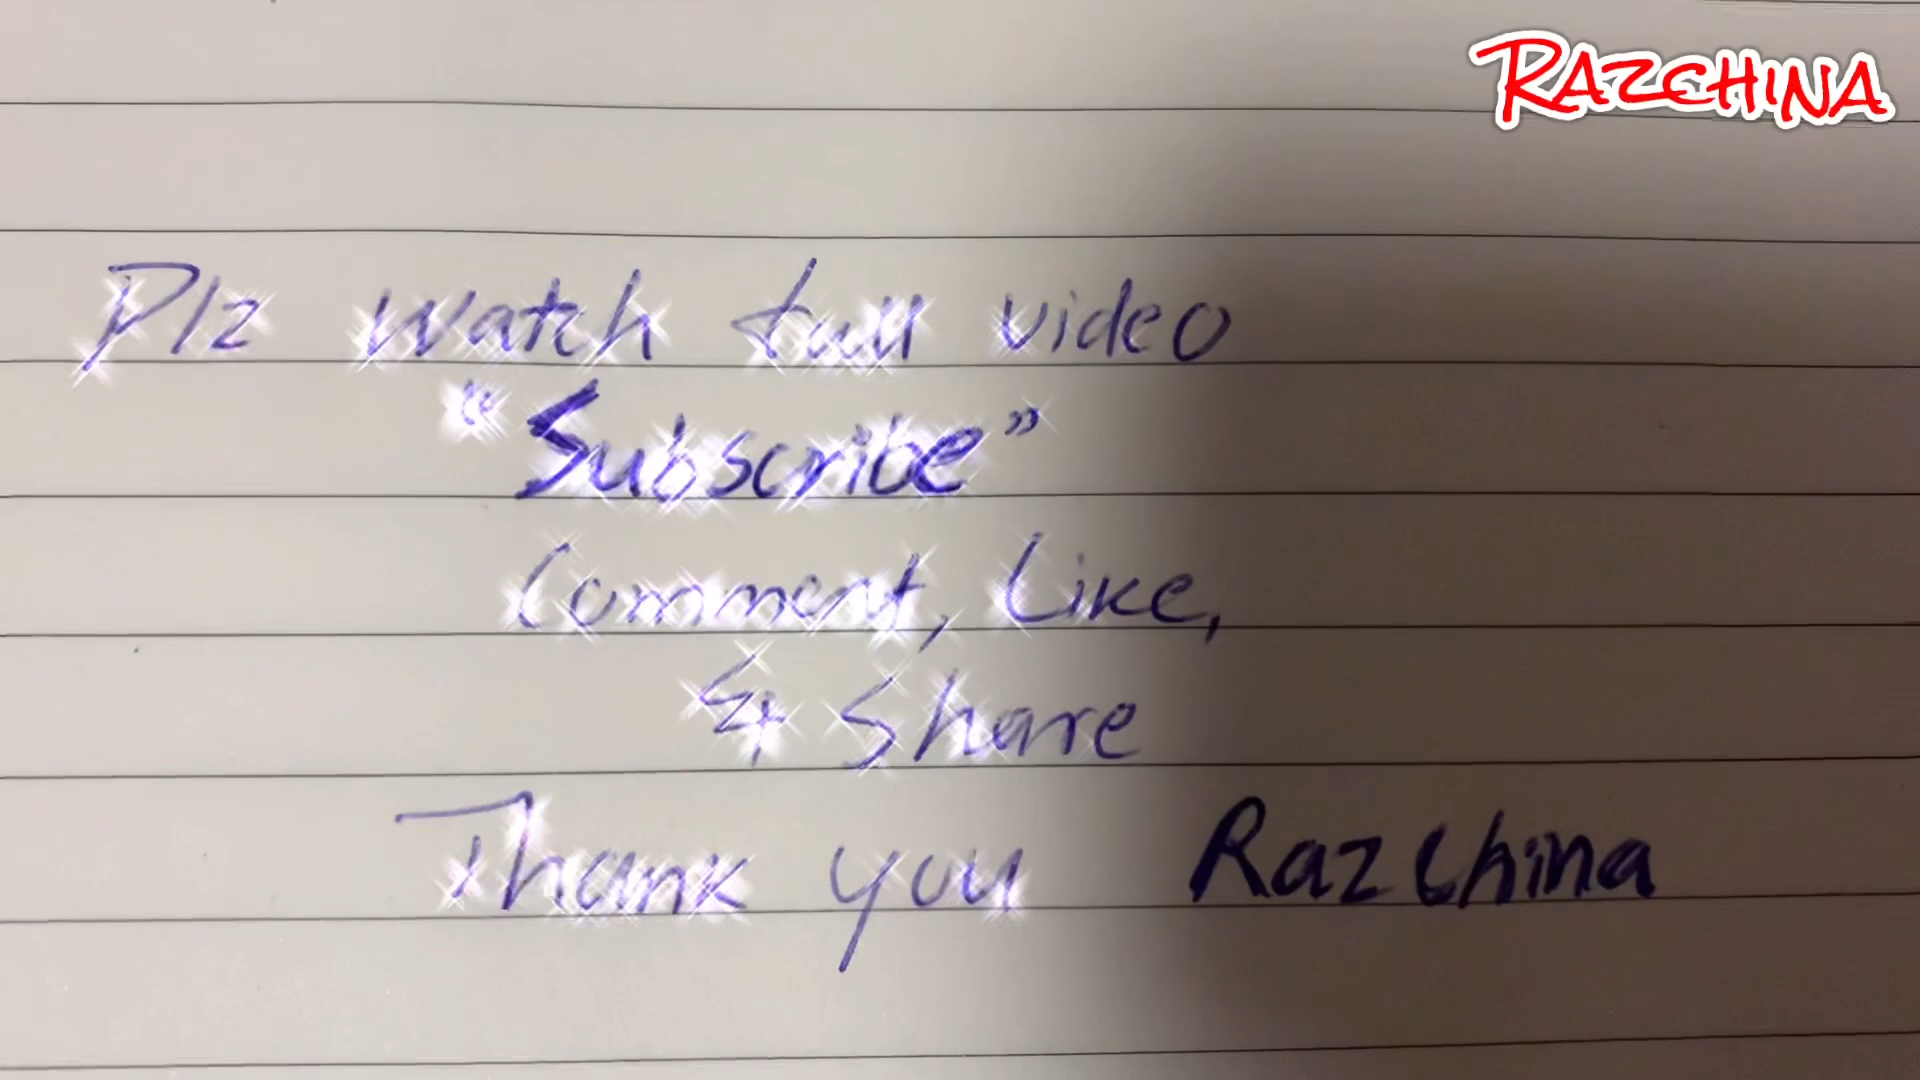 RAZCHINA
Plz watch full video
"Subscribe"
Comment, Like,
& Share
Thank you Razchina